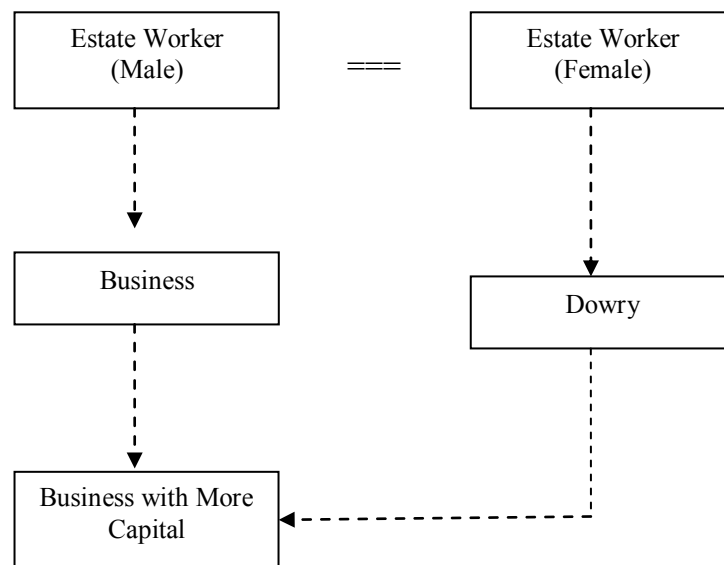 Estate Worker
(Male)
===
Estate Worker
(Female)
Business
Dowry
Business with More
Capital